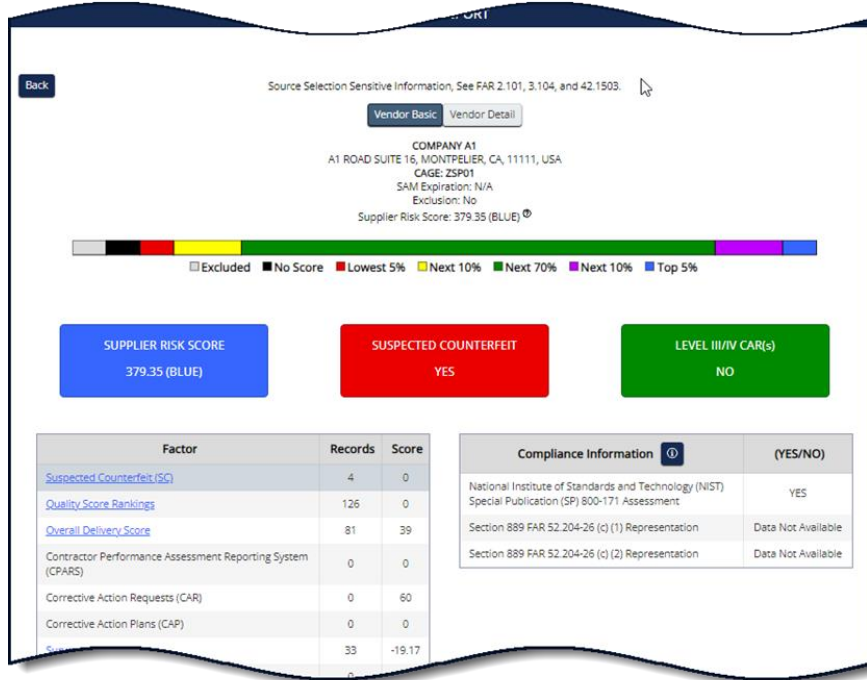 Back
Source Selection Sensitive Information, See FAR 2.101, 3.104, and 42.1503.
Vendor Basic Vendor Detail
COMPANY A1
A1 ROAD SUITE 16, MONTPELIER, CA, 11111, USA
CAGE: ZSP01
SAM Expiration: N/A
Exclusion: No
Supplier Risk Score: 379.35 (BLUE)
Excluded No Score Lowest 5% Next 10% Next 70% Next 10% Top 5%
SUPPLIER RISK SCORE
379.35 (BLUE)
SUSPECTED COUNTERFEIT
YES
LEVEL III/IV CAR(s)
NO
Factor Records Score
Suspected Counterfeit (SC) 4 0
Quality Score Rankings 126 0
Overall Delivery Score 81 39
Contractor Performance Assessment Reporting System
(CPARS) 0 0
Corrective Action Requests (CAR) 0 60
Corrective Action Plans (CAP) 0 0
33 -19.17
Compliance Information (YES/NO)
National Institute of Standards and Technology (NIST)
Special Publication (SP) 800-171 Assessment YES
Section 889 FAR 52.204-26 (c) (1) Representation Data Not Available
Section 889 FAR 52.204-26 (c) (2) Representation Data Not Available